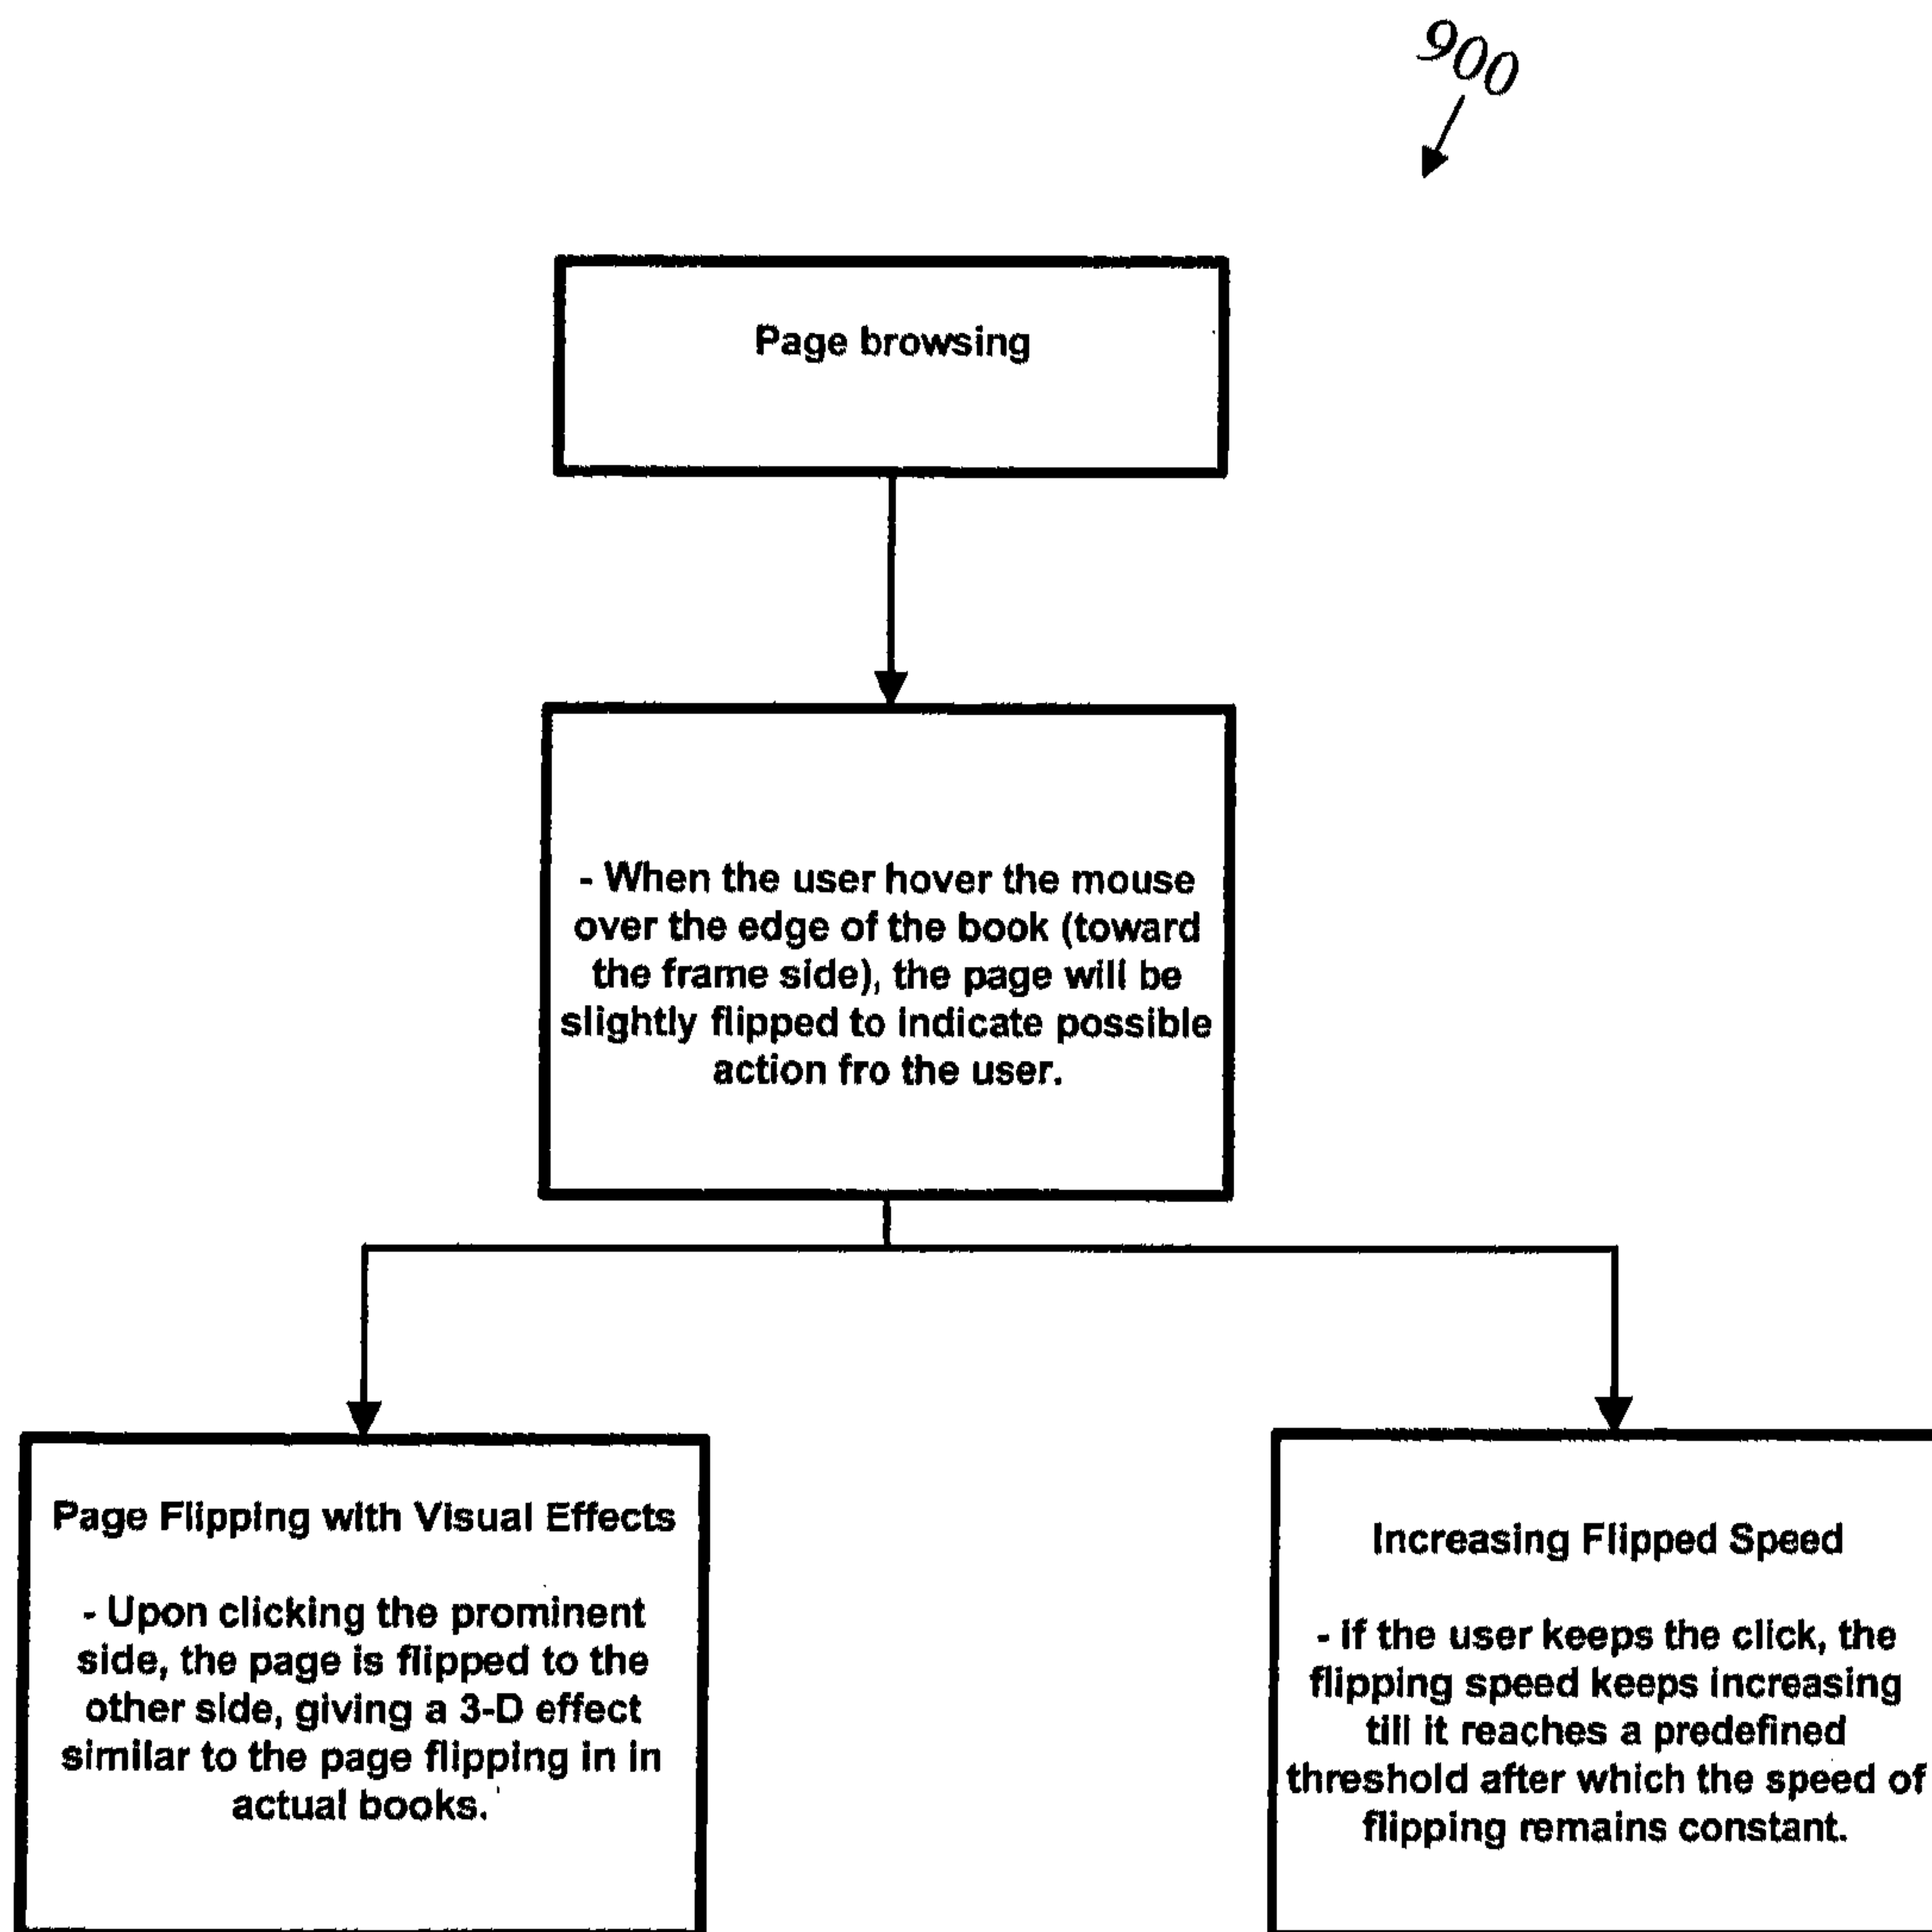 900
Page browsing
- When the user hover the mouse
over the edge of the book (toward
the frame side), the page will be
slightly flipped to indicate possible
action fro the user.
Page Flipping with Visual Effects
- Upon clicking the prominent
side, the page is flipped to the
other side, giving a 3-D effect
similar to the page flipping in in
actual books.
Increasing Flipped Speed
- If the user keeps the click, the
flipping speed keeps increasing
till it reaches a predefined
threshold after which the speed of
flipping remains constant.